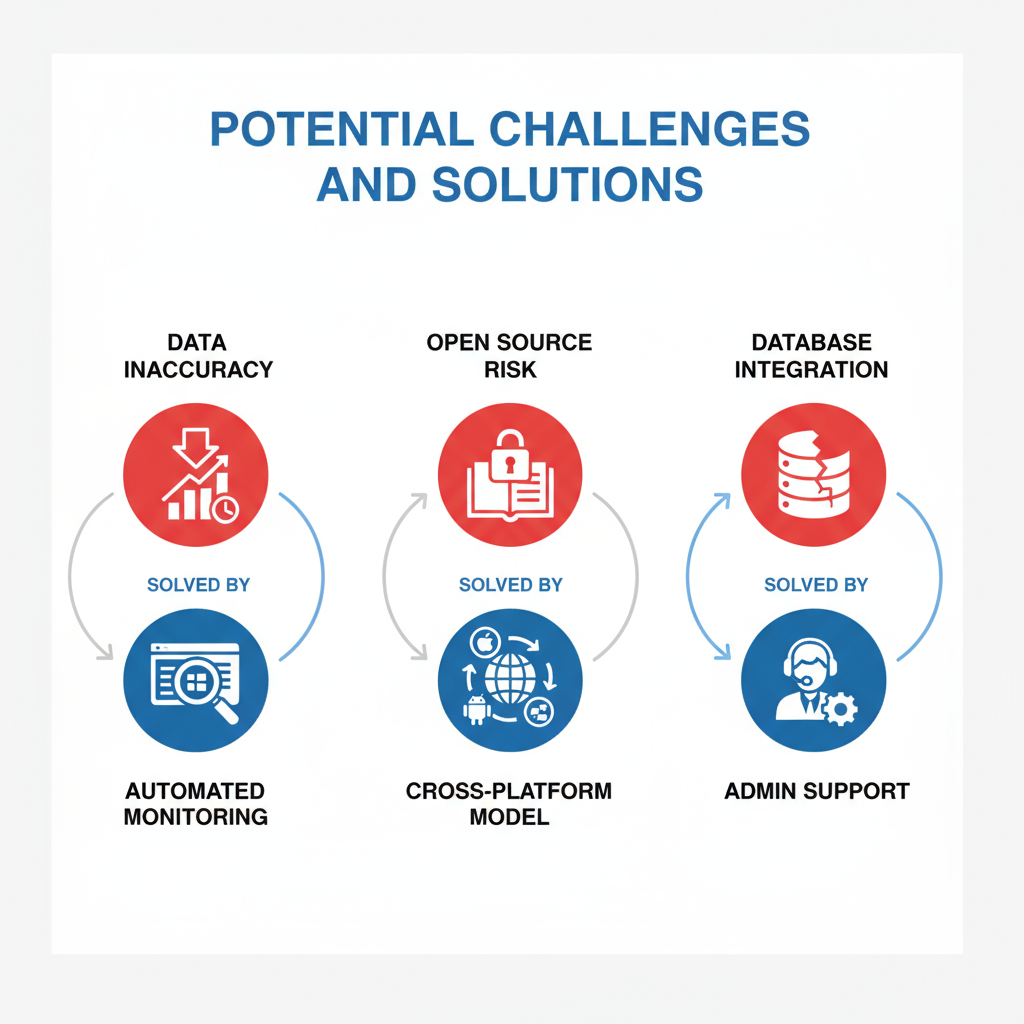 POTENTIAL CHALLENGES
AND SOLUTIONS
DATA
INACCURACY
SOLVED BY
AUTOMATED
MONITORING
OPEN SOURCE
RISK
SOLVED BY
CROSS-PLATFORM
MODEL
DATABASE
INTEGRATION
SOLVED BY
ADMIN SUPPORT